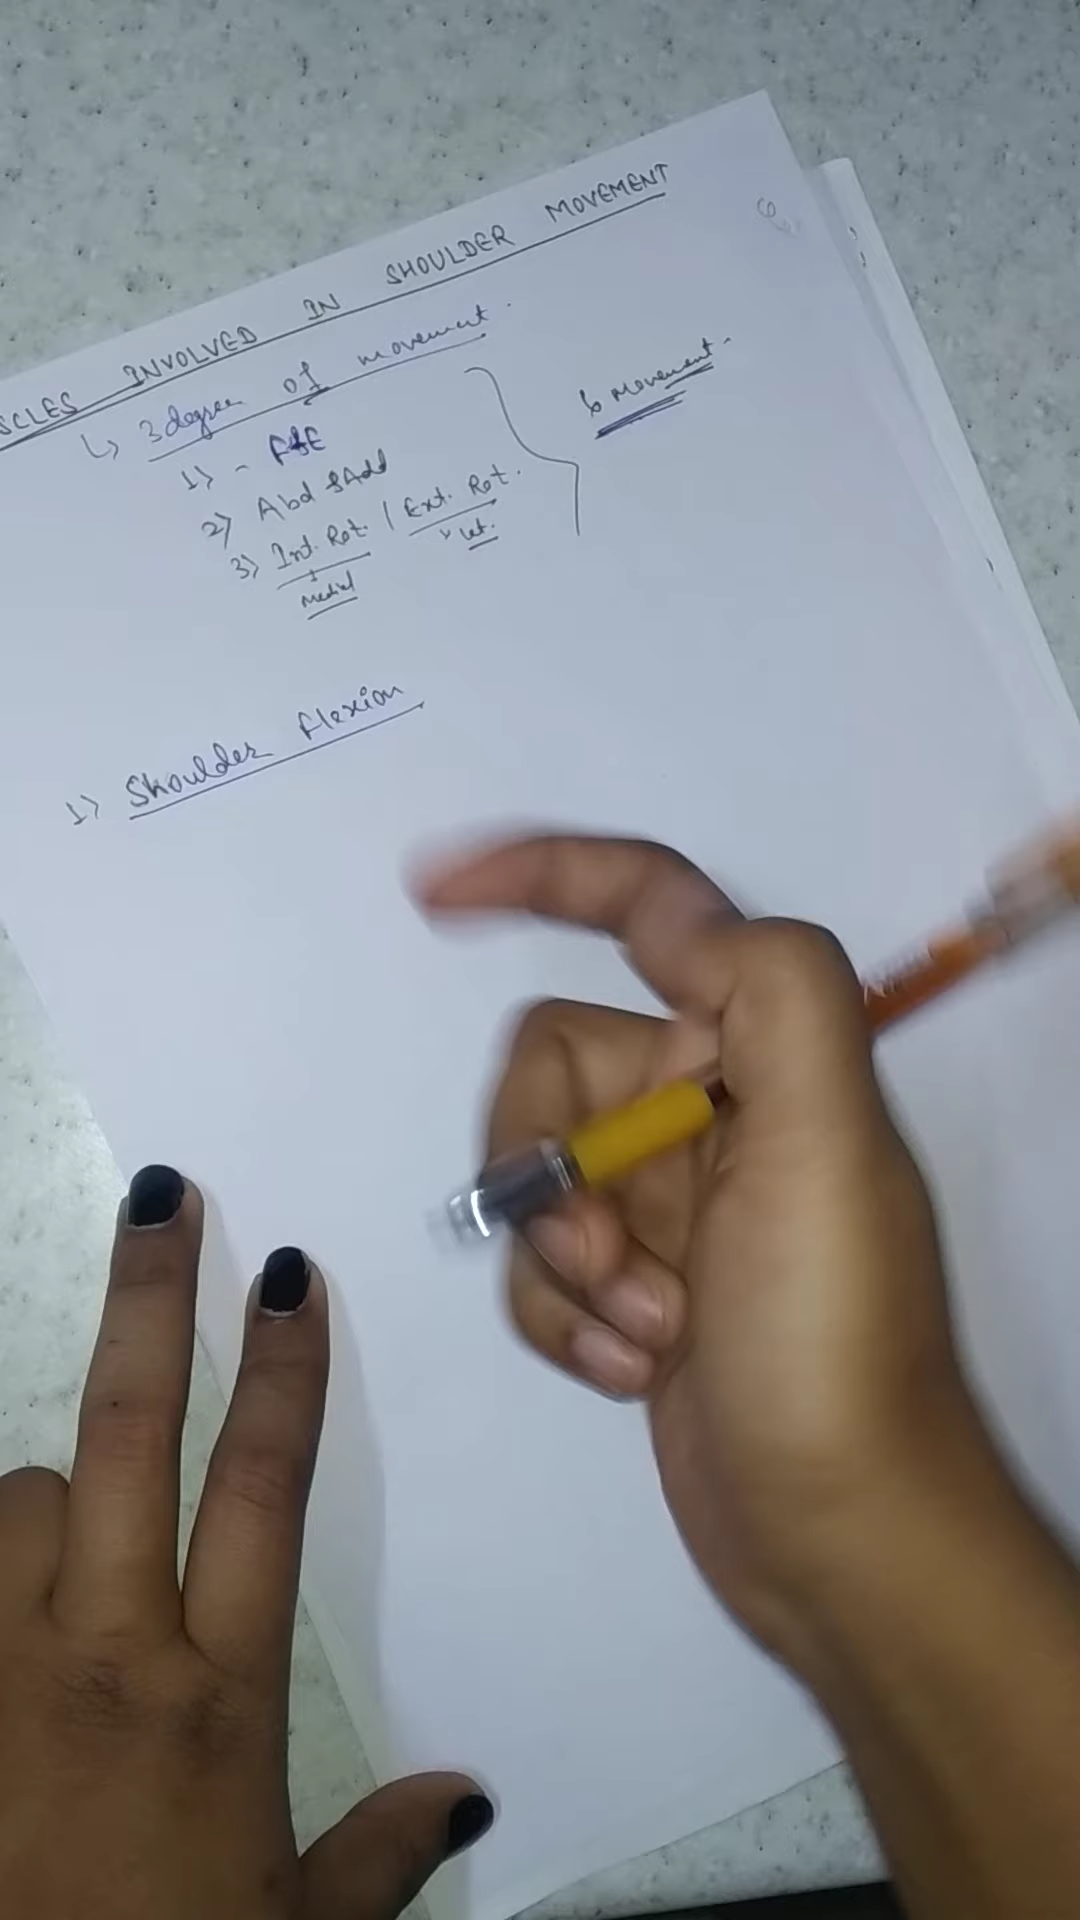 SCLES INVOLVED IN SHOULDER MOVEMENT
↳ 3 degree of movement.
1) - F&E
2) Abd & Add
3) Int. Rot. / Ext. Rot.
Medial
6 Movement.
1) Shoulder flexion